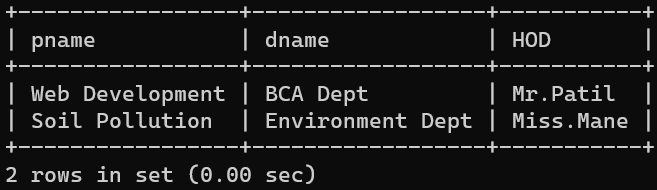 +-----------------+------------------+-----------+
| pname           | dname            | HOD       |
+-----------------+------------------+-----------+
| Web Development | BCA Dept         | Mr.Patil  |
| Soil Pollution  | Environment Dept | Miss.Mane |
+-----------------+------------------+-----------+
2 rows in set (0.00 sec)